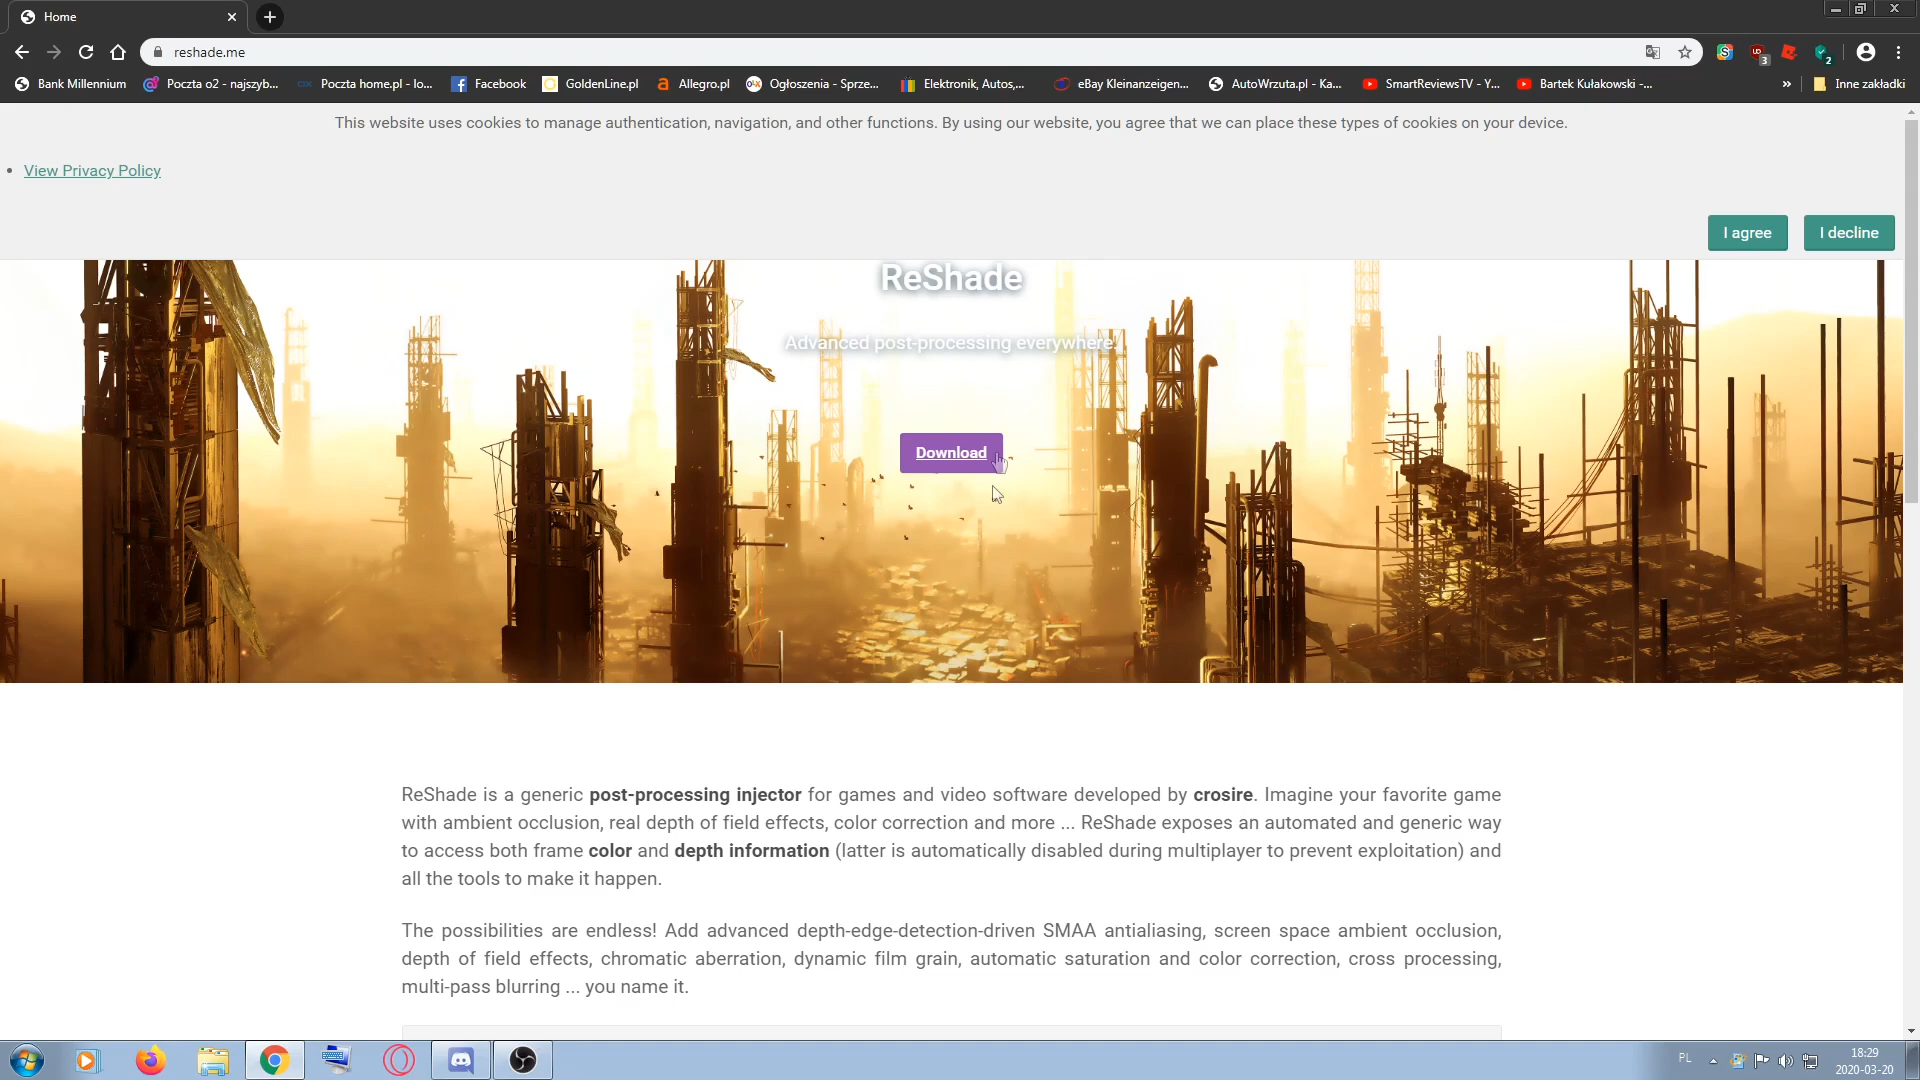 Home
reshade.me
3
2
Bank Millennium
Poczta o2 - najszyb...
Poczta home.pl - lo...
Facebook
GoldenLine.pl
Allegro.pl
Ogłoszenia - Sprze...
Elektronik, Autos,...
eBay Kleinanzeigen...
AutoWrzuta.pl - Ka...
SmartReviewsTV - Y...
Bartek Kułakowski -...
»
Inne zakładki
This website uses cookies to manage authentication, navigation, and other functions. By using our website, you agree that we can place these types of cookies on your device.
• View Privacy Policy
I agree
I decline
ReShade
Advanced post-processing everywhere.
Download
ReShade is a generic post-processing injector for games and video software developed by crosire. Imagine your favorite game
with ambient occlusion, real depth of field effects, color correction and more ... ReShade exposes an automated and generic way
to access both frame color and depth information (latter is automatically disabled during multiplayer to prevent exploitation) and
all the tools to make it happen.
The possibilities are endless! Add advanced depth-edge-detection-driven SMAA antialiasing, screen space ambient occlusion,
depth of field effects, chromatic aberration, dynamic film grain, automatic saturation and color correction, cross processing,
multi-pass blurring ... you name it.
PL
18:29
2020-03-20